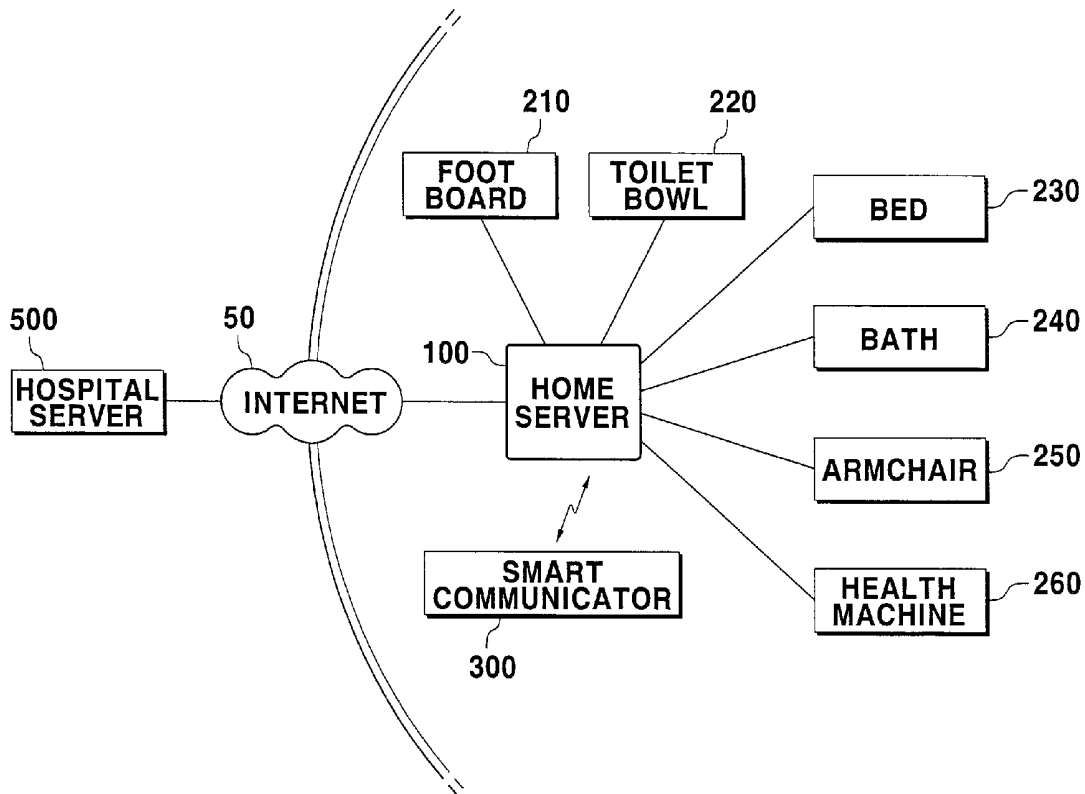 210
220
FOOT
BOARD
TOILET
BOWL
BED
230
500
50
100
BATH
240
HOSPITAL
SERVER
INTERNET
HOME
SERVER
ARMCHAIR
250
SMART
COMMUNICATOR
300
HEALTH
MACHINE
260